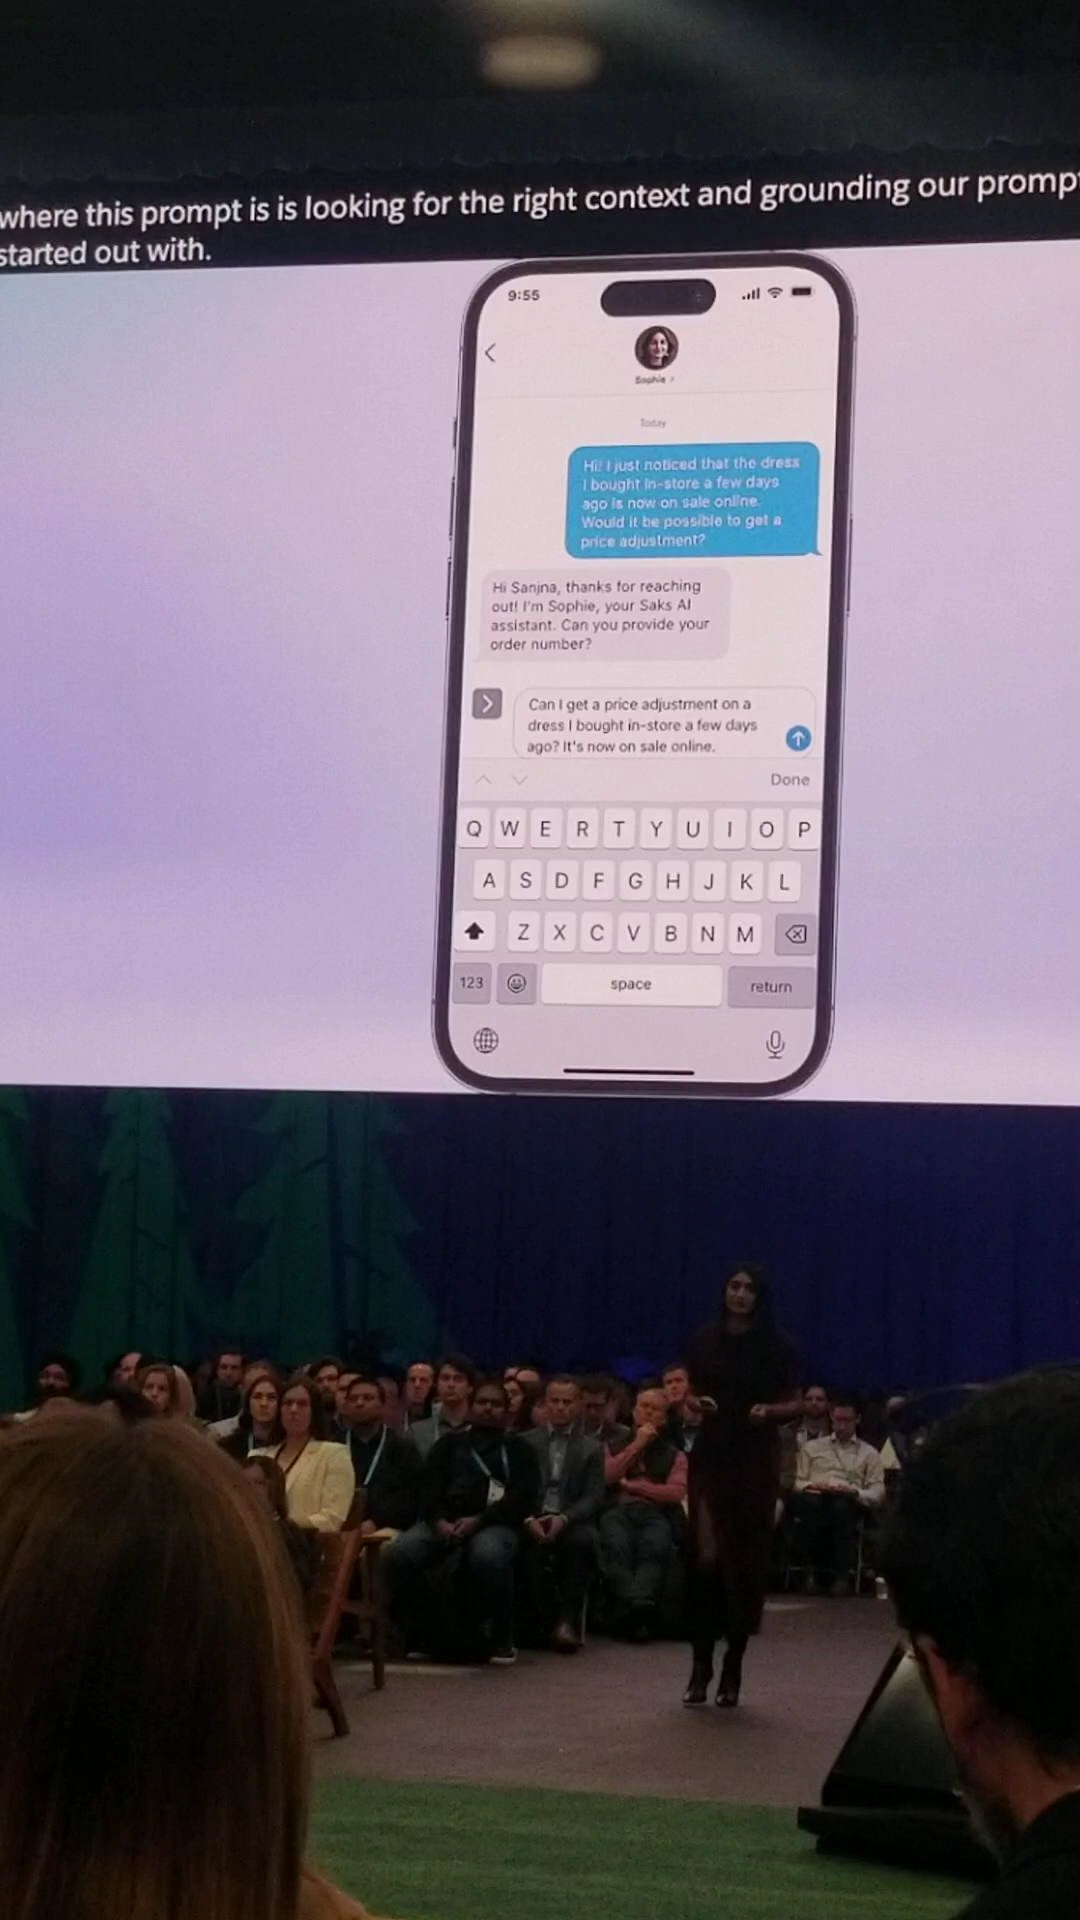 where this prompt is is looking for the right context and grounding our promp
started out with.
9:55
Sophie >
Today
Hi! I just noticed that the dress
I bought in-store a few days
ago is now on sale online.
Would it be possible to get a
price adjustment?
Hi Sanjna, thanks for reaching
out! I'm Sophie, your Saks AI
assistant. Can you provide your
order number?
Can I get a price adjustment on a
dress I bought in-store a few days
ago? It's now on sale online.
Done
Q W E R T Y U I O P
A S D F G H J K L
Z X C V B N M
123 space return